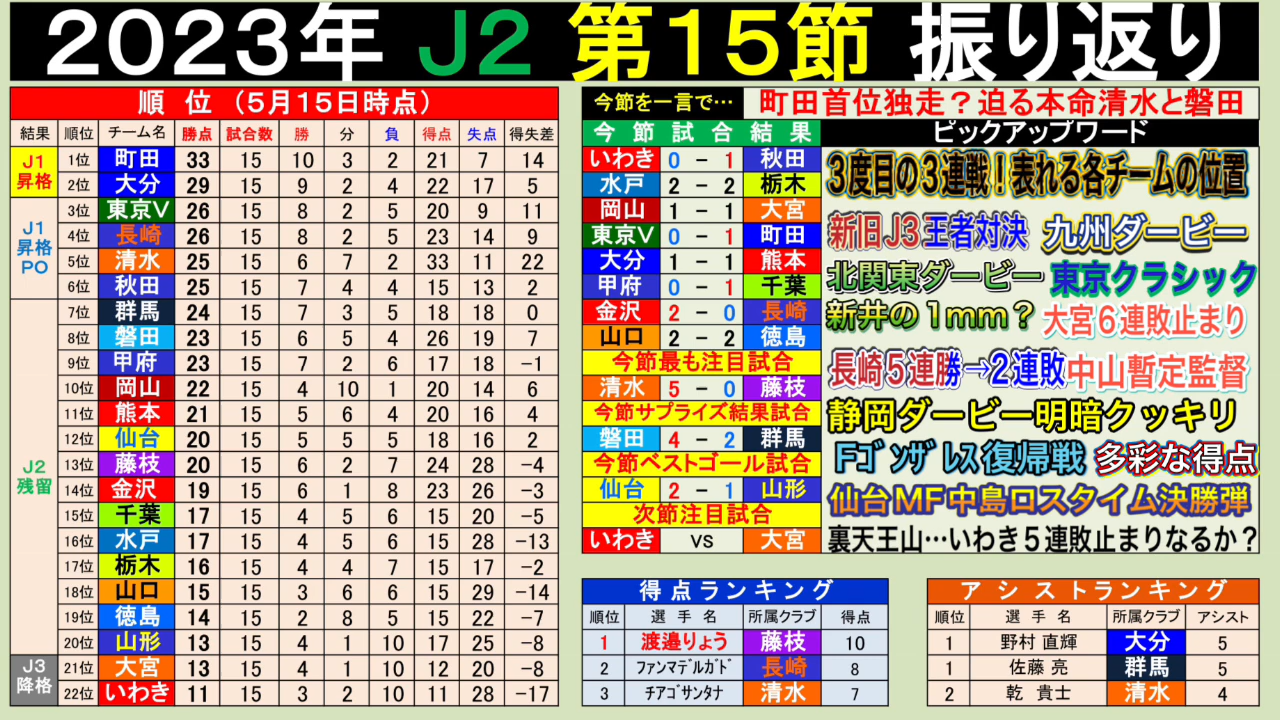 2023年 J2 第15節 振り返り
順 位 (5月15日時点)
結果 順位 チーム名 勝点 試合数 勝 分 負 得点 失点 得失差
J1
昇格
1位 町田 33 15 10 3 2 21 7 14
2位 大分 29 15 9 2 4 22 17 5
J1
昇格
PO
3位 東京V 26 15 8 2 5 20 9 11
4位 長崎 26 15 8 2 5 23 14 9
5位 清水 25 15 6 7 2 33 11 22
6位 秋田 25 15 7 4 4 15 13 2
J2
残留
7位 群馬 24 15 7 3 5 18 18 0
8位 磐田 23 15 6 5 4 26 19 7
9位 甲府 23 15 7 2 6 17 18 -1
10位 岡山 22 15 4 10 1 20 14 6
11位 熊本 21 15 5 6 4 20 16 4
12位 仙台 20 15 5 5 5 18 16 2
13位 藤枝 20 15 6 2 7 24 28 -4
14位 金沢 19 15 6 1 8 23 26 -3
15位 千葉 17 15 4 5 6 15 20 -5
16位 水戸 17 15 4 5 6 15 28 -13
17位 栃木 16 15 4 4 7 15 17 -2
18位 山口 15 15 3 6 6 15 29 -14
19位 徳島 14 15 2 8 5 15 22 -7
20位 山形 13 15 4 1 10 17 25 -8
J3
降格
21位 大宮 13 15 4 1 10 12 20 -8
22位 いわき 11 15 3 2 10 11 28 -17
今節を一言で… 町田首位独走?迫る本命清水と磐田
今 節 試 合 結 果
いわき 0 - 1 秋田
水戸 2 - 2 栃木
岡山 1 - 1 大宮
東京V 0 - 1 町田
大分 1 - 1 熊本
甲府 0 - 1 千葉
金沢 2 - 0 長崎
山口 2 - 2 徳島
今節最も注目試合
清水 5 - 0 藤枝
今節サプライズ結果試合
磐田 4 - 2 群馬
今節ベストゴール試合
仙台 2 - 1 山形
次節注目試合
いわき vs 大宮
ピックアップワード
3度目の3連戦!表れる各チームの位置
新旧J3王者対決 九州ダービー
北関東ダービー 東京クラシック
新井の1mm? 大宮6連敗止まり
長崎5連勝→2連敗 中山暫定監督
静岡ダービー明暗クッキリ
Fゴンザレス復帰戦 多彩な得点
仙台MF中島ロスタイム決勝弾
裏天王山…いわき5連敗止まりなるか?
得点ランキング
順位 選手名 所属クラブ 得点
1 渡邉りょう 藤枝 10
2 ファンマデルガド 長崎 8
3 チアゴサンタナ 清水 7
アシストランキング
順位 選手名 所属クラブ アシスト
1 野村 直輝 大分 5
1 佐藤 亮 群馬 5
2 乾 貴士 清水 4